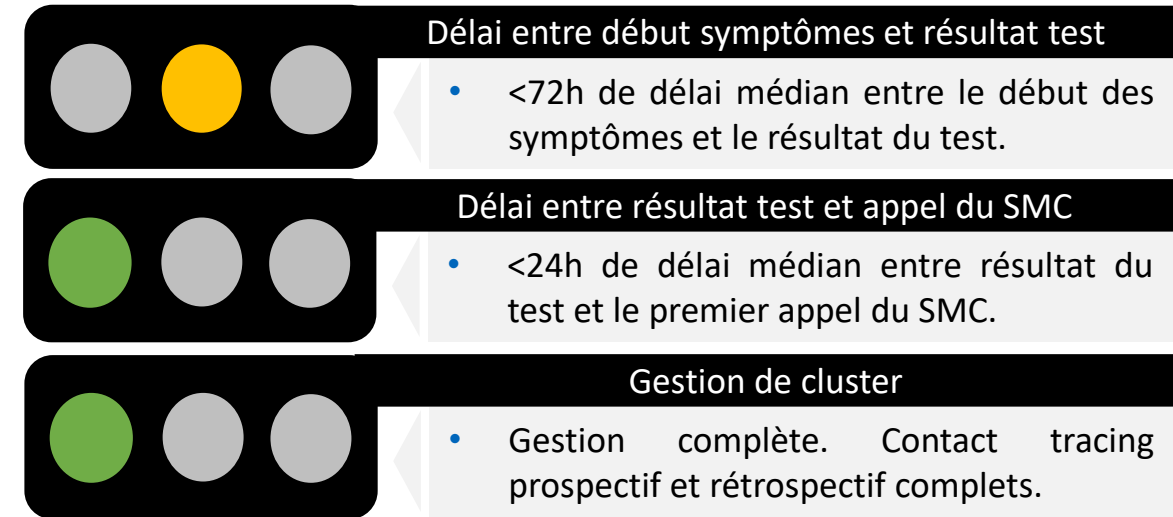 Délai entre début symptômes et résultat test
• <72h de délai médian entre le début des
symptômes et le résultat du test.
Délai entre résultat test et appel du SMC
• <24h de délai médian entre résultat du
test et le premier appel du SMC.
Gestion de cluster
• Gestion complète. Contact tracing
prospectif et rétrospectif complets.